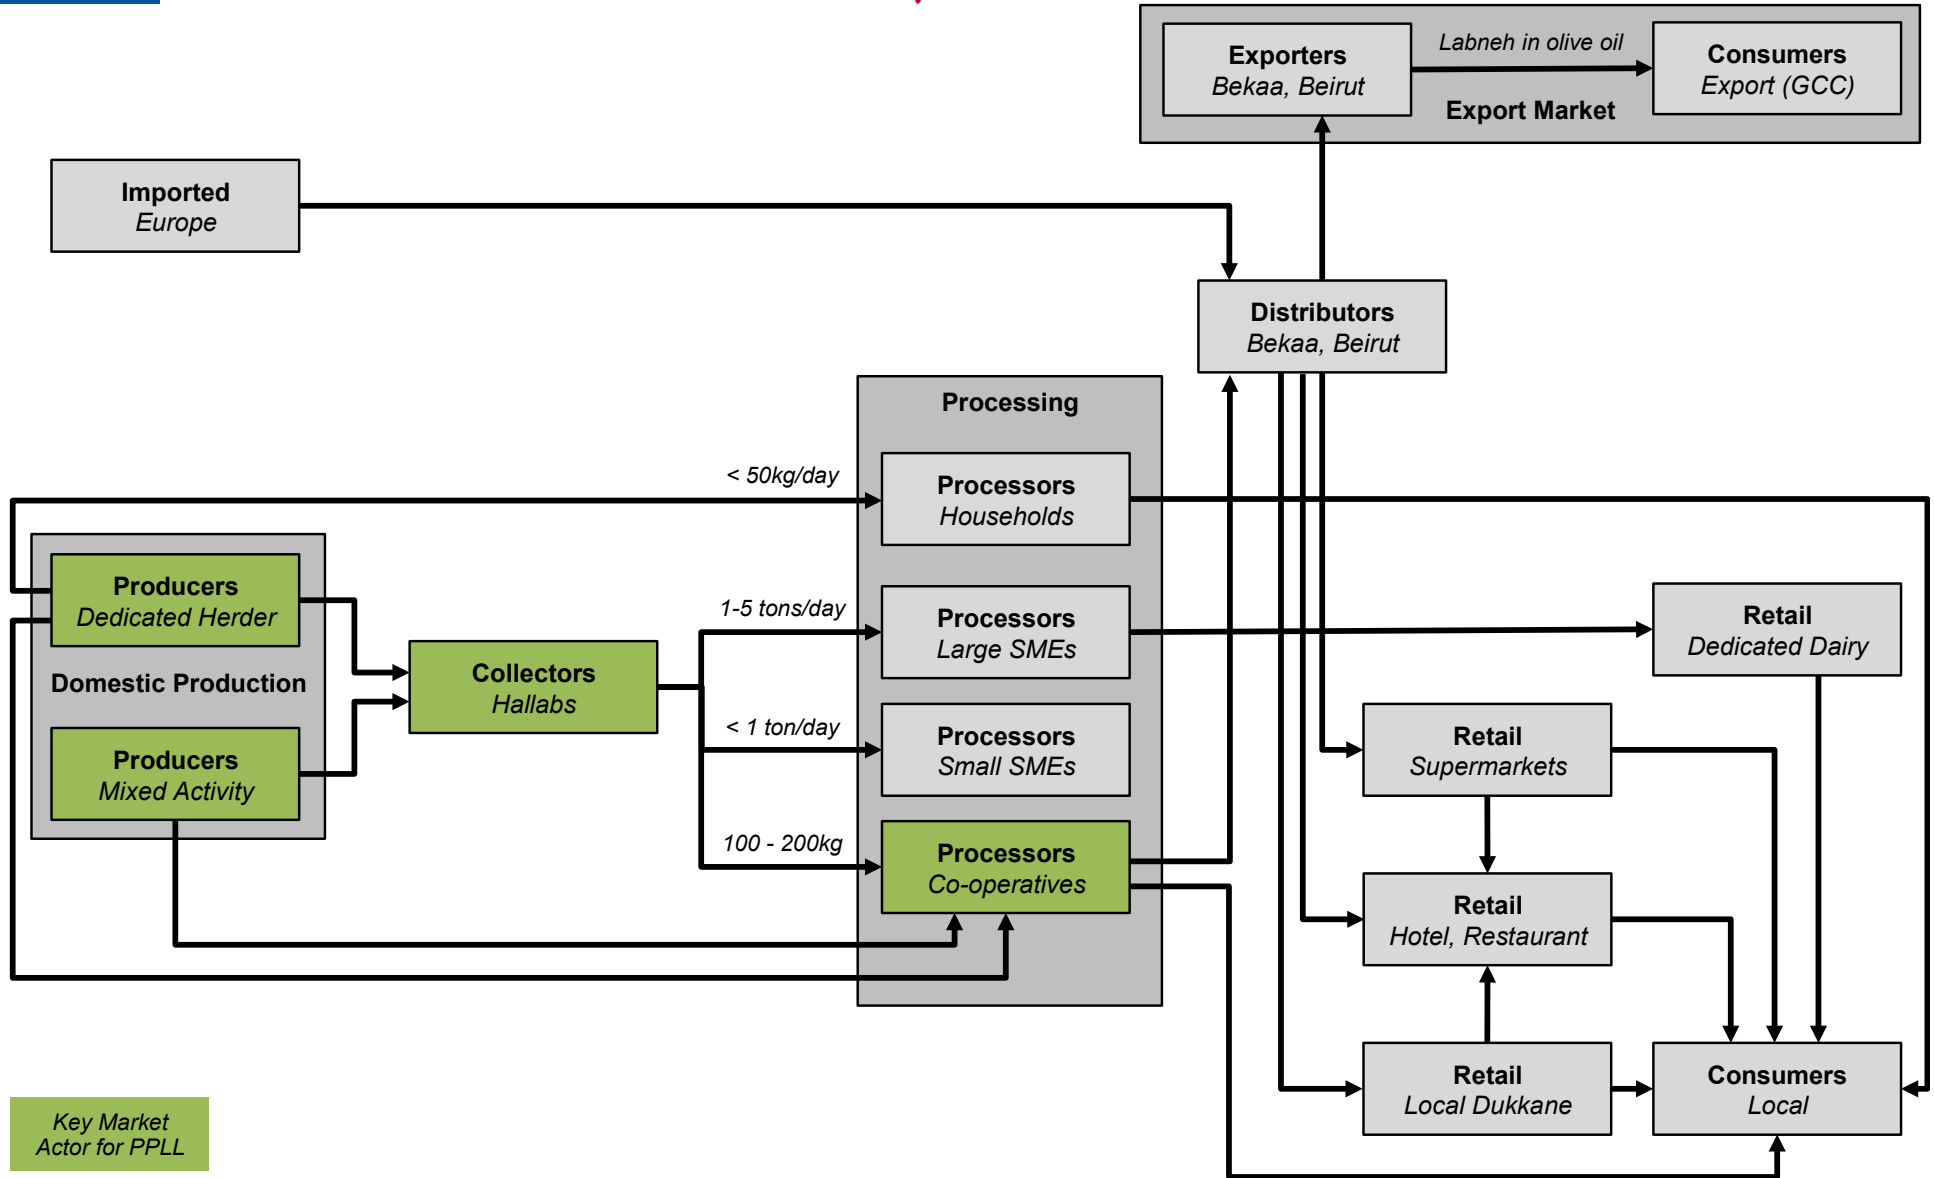 Exporters
Bekaa, Beirut
Labneh in olive oil
Consumers
Export (GCC)
Export Market
Imported
Europe
Distributors
Bekaa, Beirut
Processing
< 50kg/day
Processors
Households
Producers
Dedicated Herder
1-5 tons/day
Processors
Large SMEs
Retail
Dedicated Dairy
Domestic Production
Collectors
Hallabs
< 1 ton/day
Processors
Small SMEs
Retail
Supermarkets
Producers
Mixed Activity
100 - 200kg
Processors
Co-operatives
Retail
Hotel, Restaurant
Retail
Local Dukkane
Consumers
Local
Key Market
Actor for PPLL